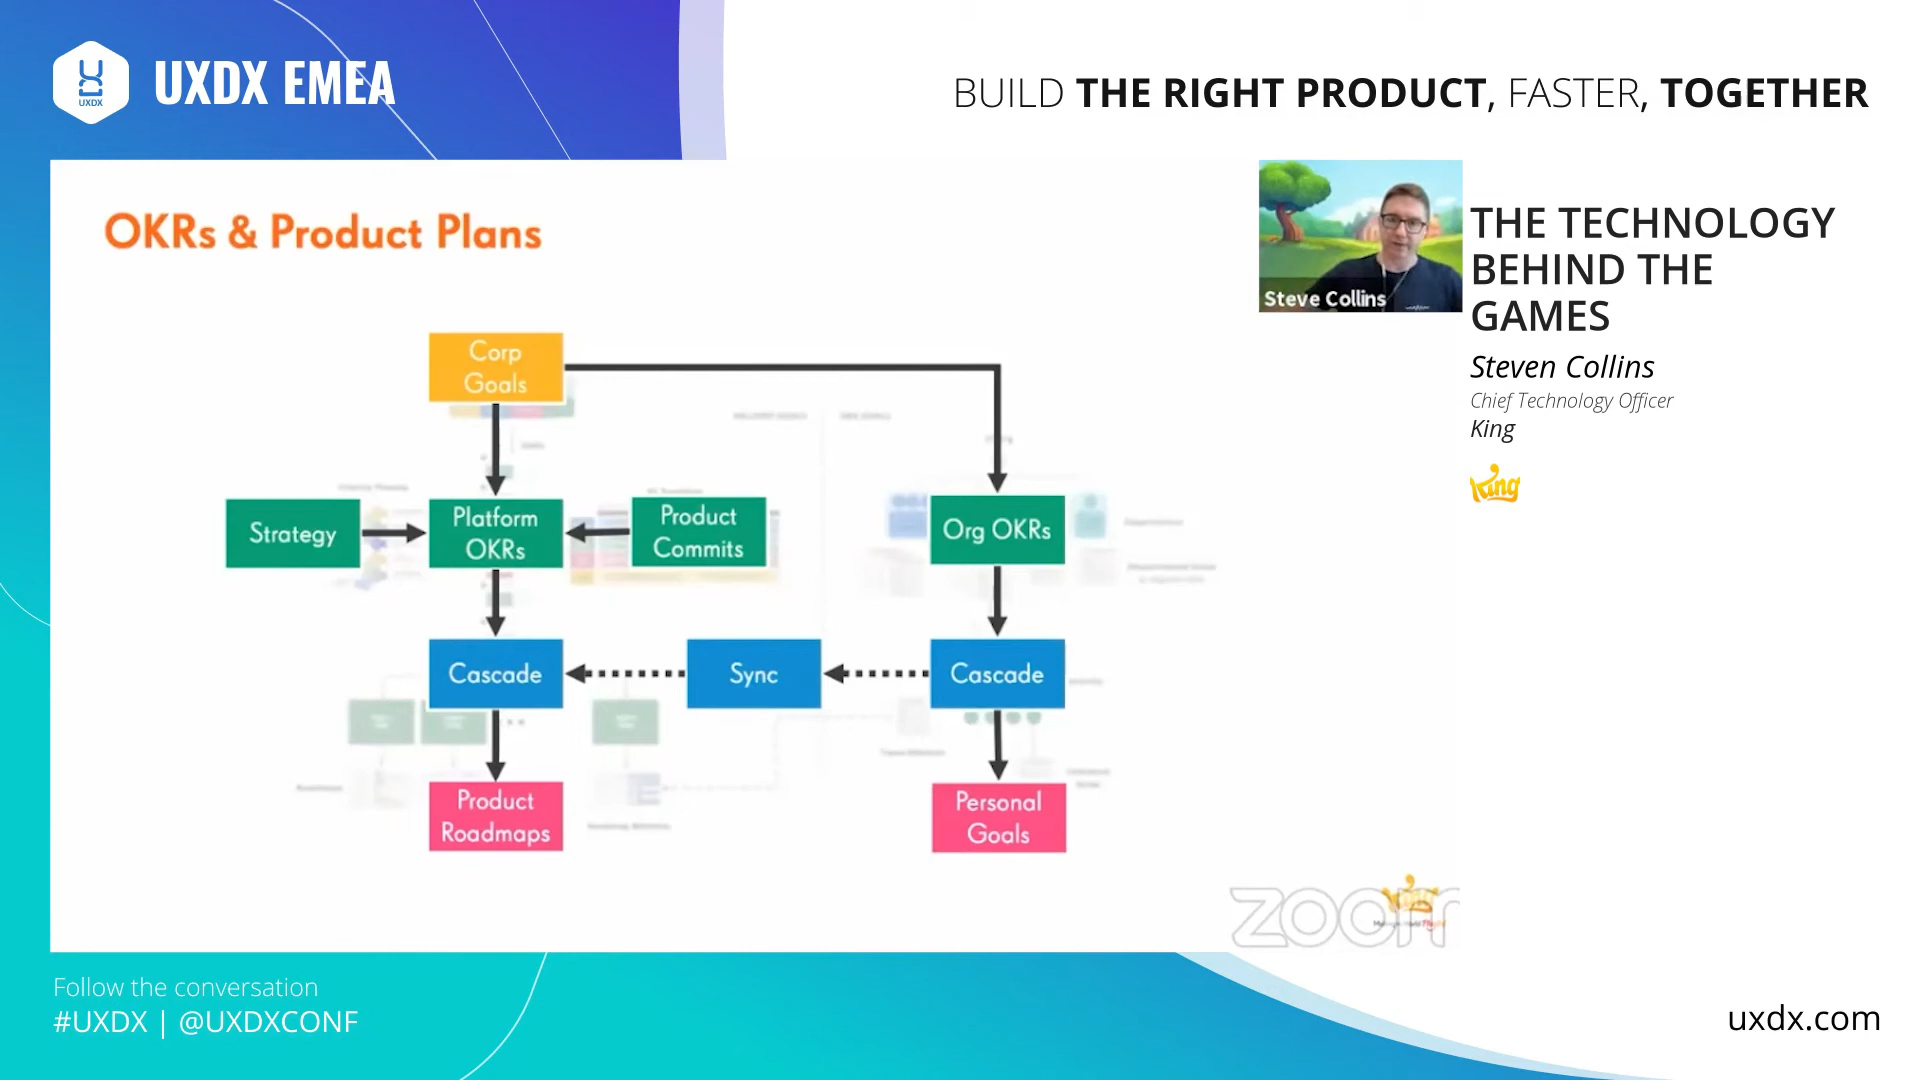 UXDX
UXDX EMEA
BUILD THE RIGHT PRODUCT, FASTER, TOGETHER
OKRs & Product Plans
Steve Collins
THE TECHNOLOGY
BEHIND THE
GAMES
Steven Collins
Chief Technology Officer
King
King
Corp
Goals
Strategy
Platform
OKRs
Product
Commits
Org OKRs
Cascade
Sync
Cascade
Product
Roadmaps
Personal
Goals
zoom
King
Follow the conversation
#UXDX | @UXDXCONF
uxdx.com